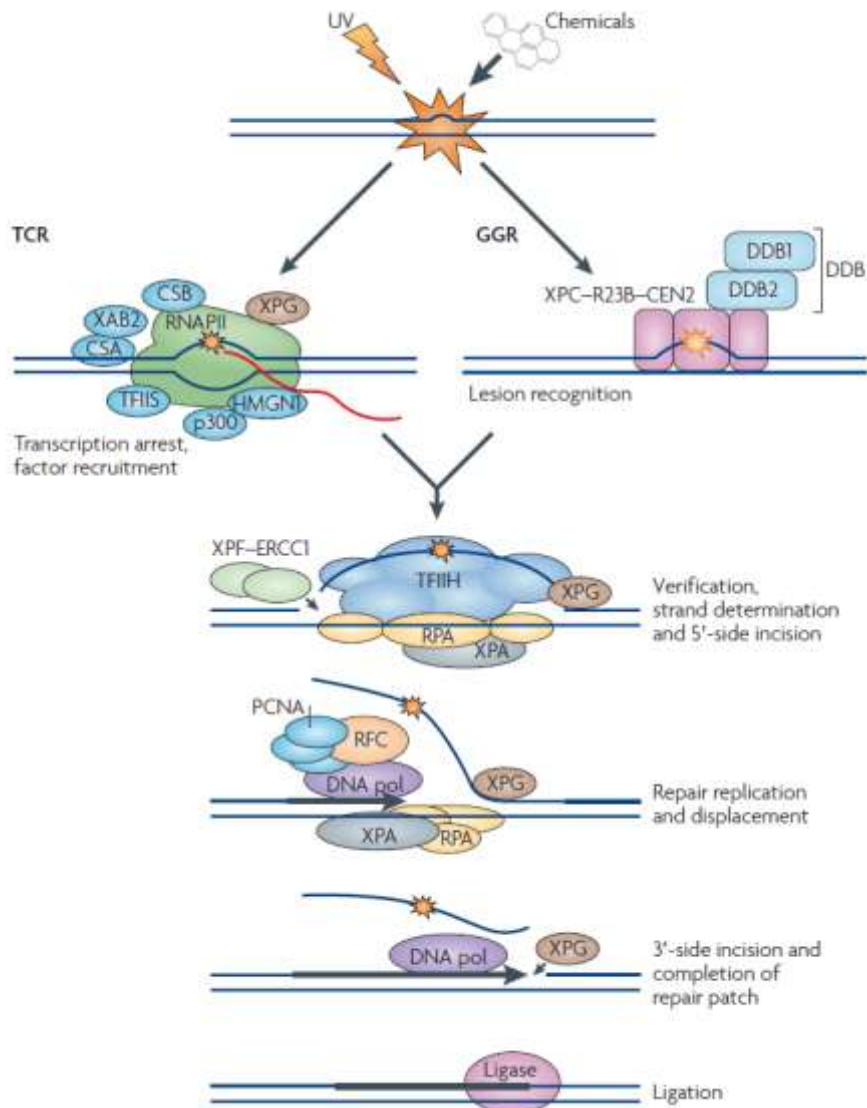 UV
Chemicals
TCR
GGR
DDB1
DDB2
DDB
XPC–R23B–CEN2
CSB
XPG
XAB2
RNAPII
CSA
TFIIS
HMGN1
p300
Transcription arrest,
factor recruitment
Lesion recognition
XPF–ERCC1
TFIIH
XPG
RPA
XPA
Verification,
strand determination
and 5'-side incision
PCNA
RFC
DNA pol
XPG
XPA
RPA
Repair replication
and displacement
DNA pol
XPG
3'-side incision and
completion of
repair patch
Ligase
Ligation